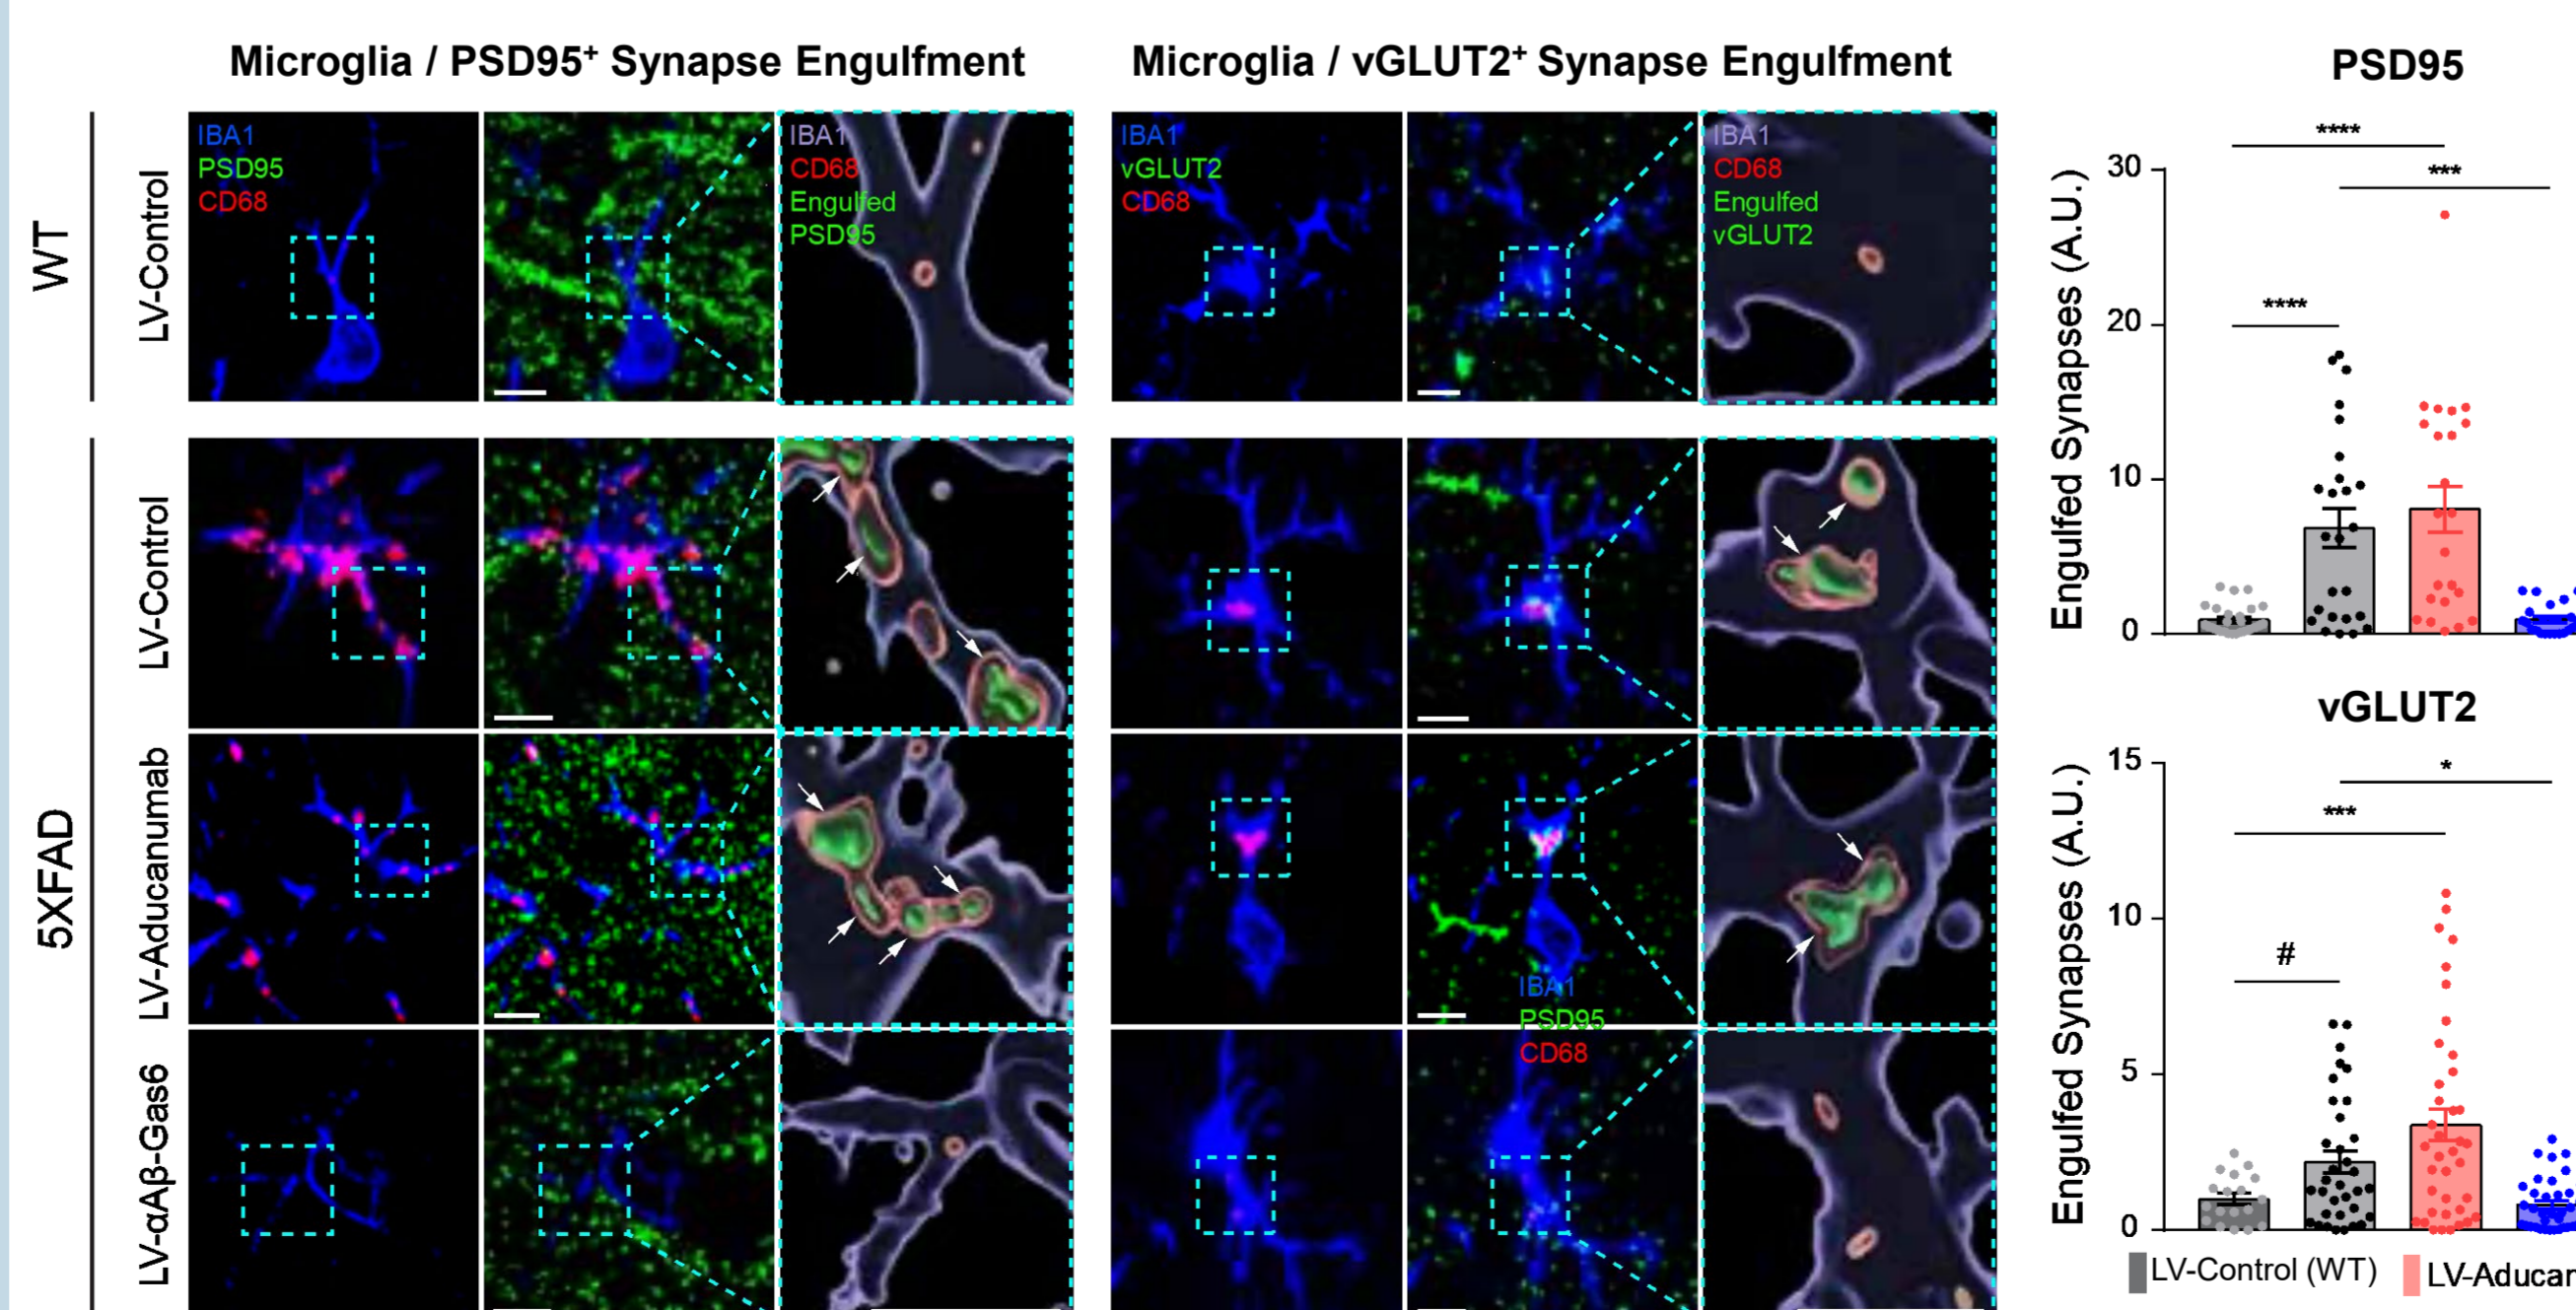 Microglia / PSD95+ Synapse Engulfment
Microglia / vGLUT2+ Synapse Engulfment
WT
LV-Control
IBA1
PSD95
CD68
IBA1
CD68
Engulfed
PSD95
IBA1
vGLUT2
CD68
IBA1
CD68
Engulfed
vGLUT2
5XFAD
LV-Control
LV-Aducanumab
IBA1
PSD95
CD68
LV-αAβ-Gas6
PSD95
Engulfed Synapses (A.U.)
30
20
10
0
****
***
****
vGLUT2
Engulfed Synapses (A.U.)
15
10
5
0
*
***
#
LV-Control (WT)
LV-Aducan